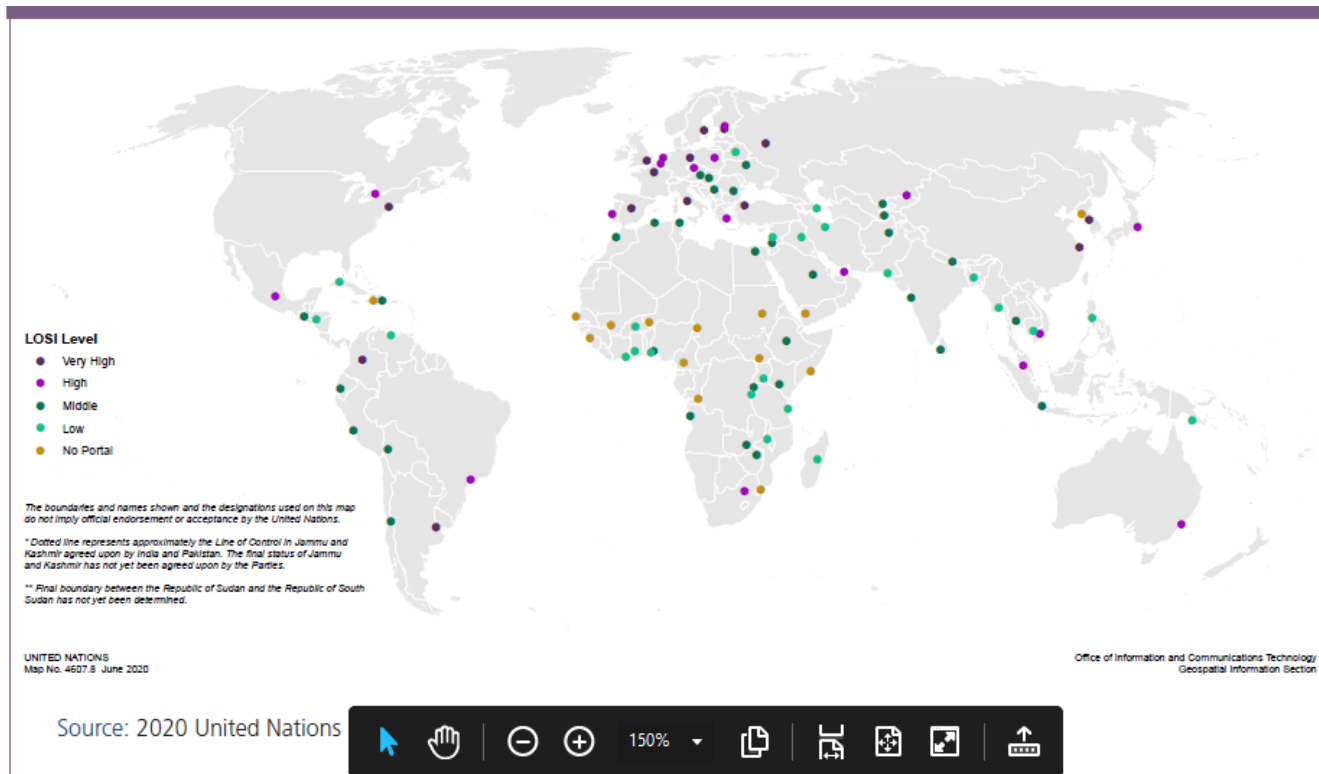 LOSI Level
Very High
High
Middle
Low
No Portal
The boundaries and names shown and the designations used on this map
do not imply official endorsement or acceptance by the United Nations.
* Dotted line represents approximately the Line of Control in Jammu and
Kashmir agreed upon by India and Pakistan. The final status of Jammu
and Kashmir has not yet been agreed upon by the Parties.
** Final boundary between the Republic of Sudan and the Republic of South
Sudan has not yet been determined.
UNITED NATIONS
Map No. 4607.8 June 2020
Office of Information and Communications Technology
Geospatial Information Section
Source: 2020 United Nations
150%